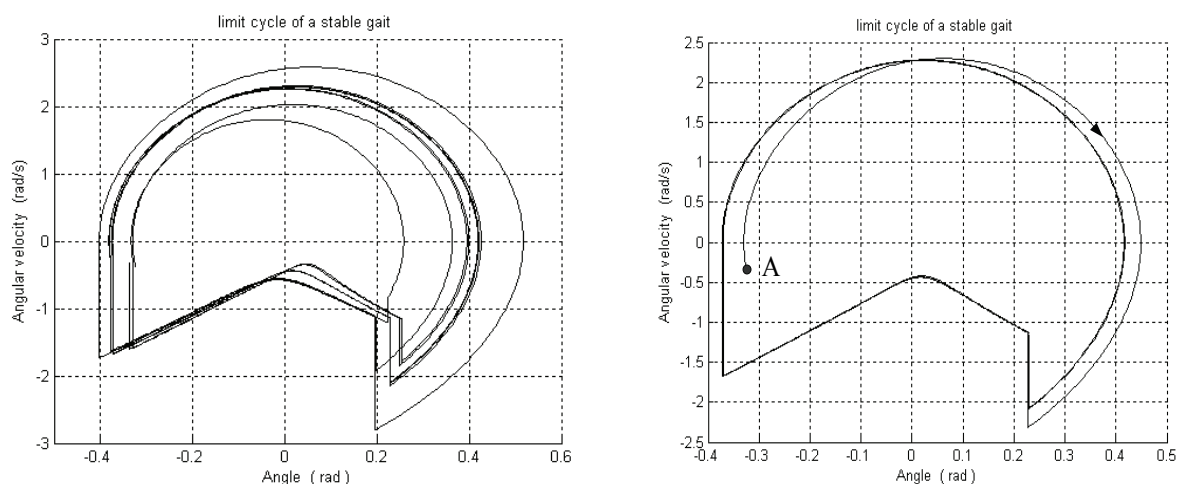 limit cycle of a stable gait
3
2
1
0
-1
-2
-3
Angular velocity (rad/s)
-0.4 -0.2 0 0.2 0.4 0.6
Angle ( rad )
limit cycle of a stable gait
2.5
2
1.5
1
0.5
0
-0.5
-1
-1.5
-2
-2.5
Angular velocity (rad/s)
A
-0.4 -0.3 -0.2 -0.1 0 0.1 0.2 0.3 0.4 0.5
Angle ( rad )